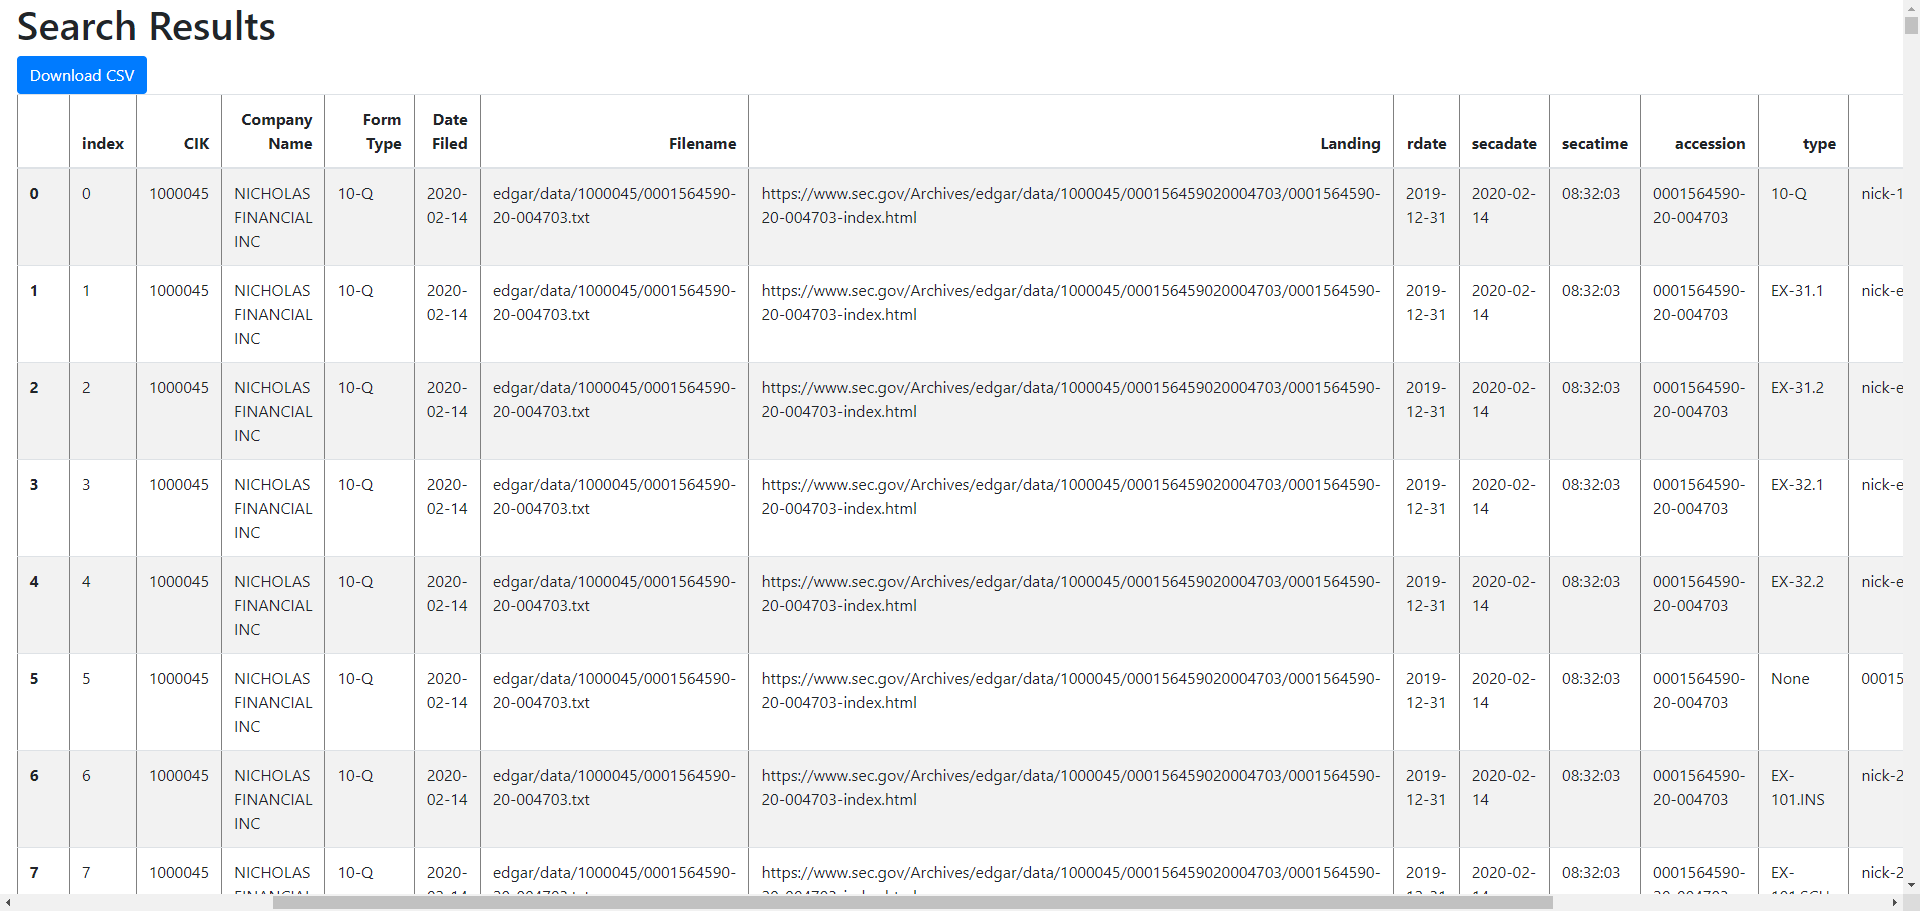 Search Results
Download CSV
index CIK Company Name Form Type Date Filed Filename Landing rdate secadate secatime accession type
0 0 1000045 NICHOLAS 10-Q 2020- edgar/data/1000045/0001564590- https://www.sec.gov/Archives/edgar/data/1000045/000156459020004703/0001564590- 2019- 2020-02- 08:32:03 0001564590- 10-Q nick-1
FINANCIAL 02-14 20-004703.txt 20-004703-index.html 12-31 14 20-004703
INC
1 1 1000045 NICHOLAS 10-Q 2020- edgar/data/1000045/0001564590- https://www.sec.gov/Archives/edgar/data/1000045/000156459020004703/0001564590- 2019- 2020-02- 08:32:03 0001564590- EX-31.1 nick-e
FINANCIAL 02-14 20-004703.txt 20-004703-index.html 12-31 14 20-004703
INC
2 2 1000045 NICHOLAS 10-Q 2020- edgar/data/1000045/0001564590- https://www.sec.gov/Archives/edgar/data/1000045/000156459020004703/0001564590- 2019- 2020-02- 08:32:03 0001564590- EX-31.2 nick-e
FINANCIAL 02-14 20-004703.txt 20-004703-index.html 12-31 14 20-004703
INC
3 3 1000045 NICHOLAS 10-Q 2020- edgar/data/1000045/0001564590- https://www.sec.gov/Archives/edgar/data/1000045/000156459020004703/0001564590- 2019- 2020-02- 08:32:03 0001564590- EX-32.1 nick-e
FINANCIAL 02-14 20-004703.txt 20-004703-index.html 12-31 14 20-004703
INC
4 4 1000045 NICHOLAS 10-Q 2020- edgar/data/1000045/0001564590- https://www.sec.gov/Archives/edgar/data/1000045/000156459020004703/0001564590- 2019- 2020-02- 08:32:03 0001564590- EX-32.2 nick-e
FINANCIAL 02-14 20-004703.txt 20-004703-index.html 12-31 14 20-004703
INC
5 5 1000045 NICHOLAS 10-Q 2020- edgar/data/1000045/0001564590- https://www.sec.gov/Archives/edgar/data/1000045/000156459020004703/0001564590- 2019- 2020-02- 08:32:03 0001564590- None 00015
FINANCIAL 02-14 20-004703.txt 20-004703-index.html 12-31 14 20-004703
INC
6 6 1000045 NICHOLAS 10-Q 2020- edgar/data/1000045/0001564590- https://www.sec.gov/Archives/edgar/data/1000045/000156459020004703/0001564590- 2019- 2020-02- 08:32:03 0001564590- EX- nick-2
FINANCIAL 02-14 20-004703.txt 20-004703-index.html 12-31 14 20-004703 101.INS
INC
7 7 1000045 NICHOLAS 10-Q 2020- edgar/data/1000045/0001564590- https://www.sec.gov/Archives/edgar/data/1000045/000156459020004703/0001564590- 2019- 2020-02- 08:32:03 0001564590- EX- nick-2